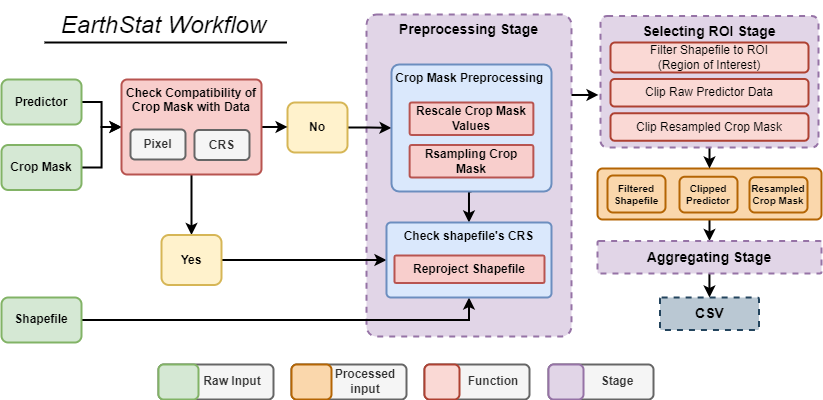 EarthStat Workflow
Predictor
Crop Mask
Shapefile
Check Compatibility of
Crop Mask with Data
Pixel
CRS
No
Yes
Preprocessing Stage
Crop Mask Preprocessing
Rescale Crop Mask
Values
Rsampling Crop
Mask
Check shapefile's CRS
Reproject Shapefile
Selecting ROI Stage
Filter Shapefile to ROI
(Region of Interest)
Clip Raw Predictor Data
Clip Resampled Crop Mask
Filtered
Shapefile
Clipped
Predictor
Resampled
Crop Mask
Aggregating Stage
CSV
Raw Input
Processed
input
Function
Stage